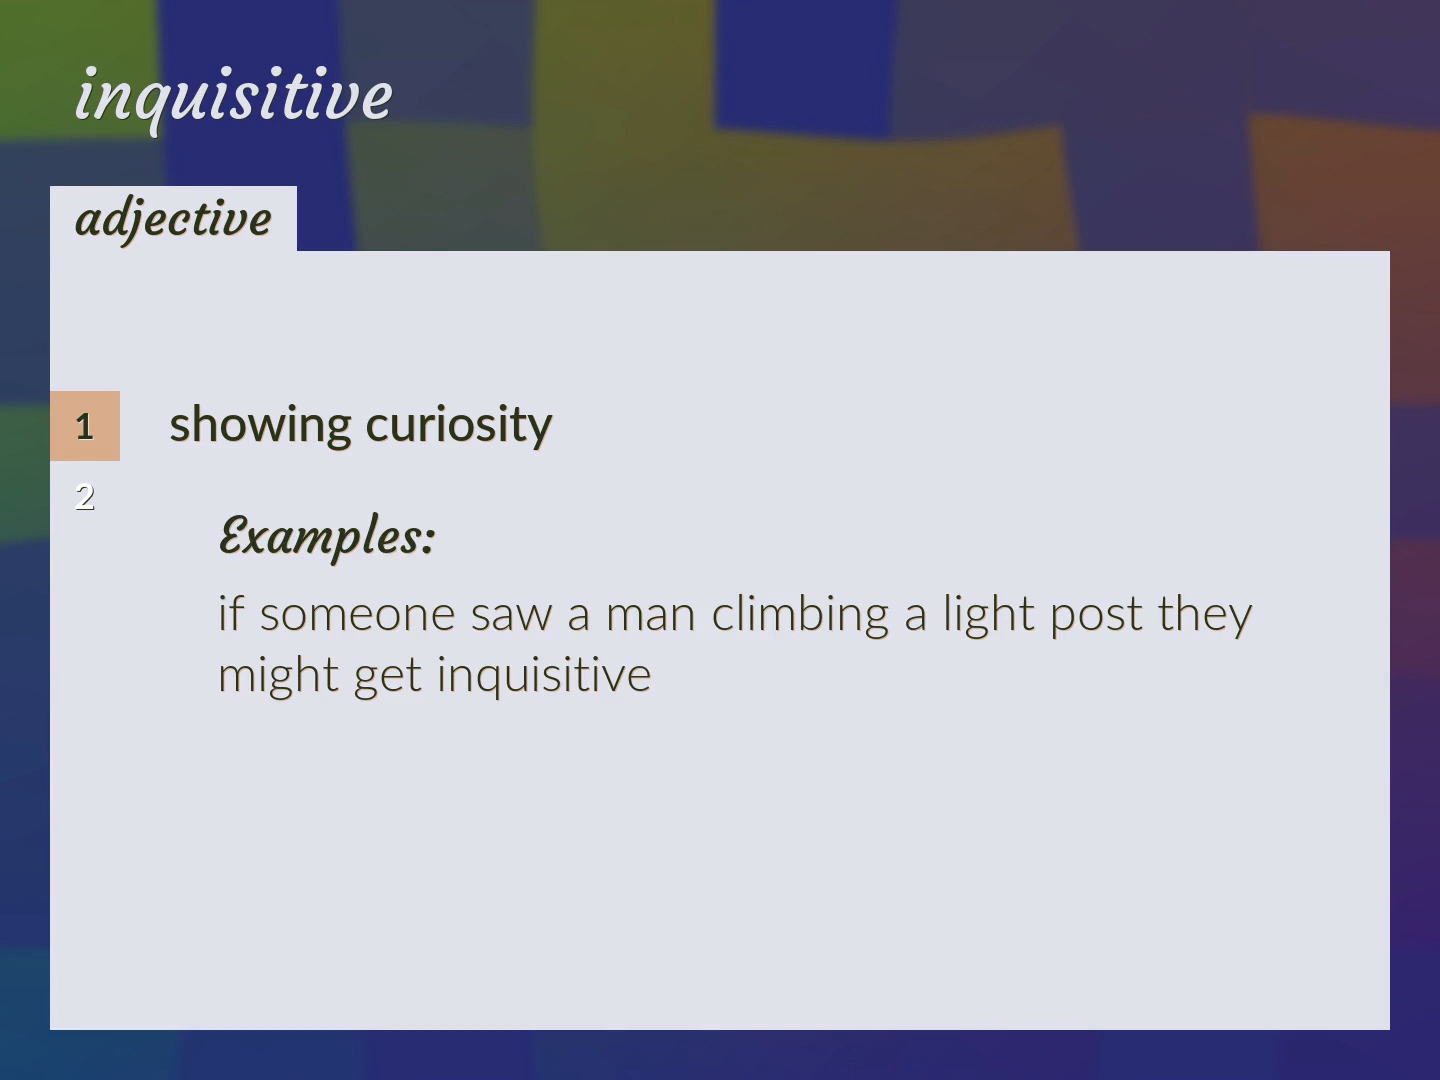 inquisitive
adjective
1 showing curiosity
2
Examples:
if someone saw a man climbing a light post they
might get inquisitive